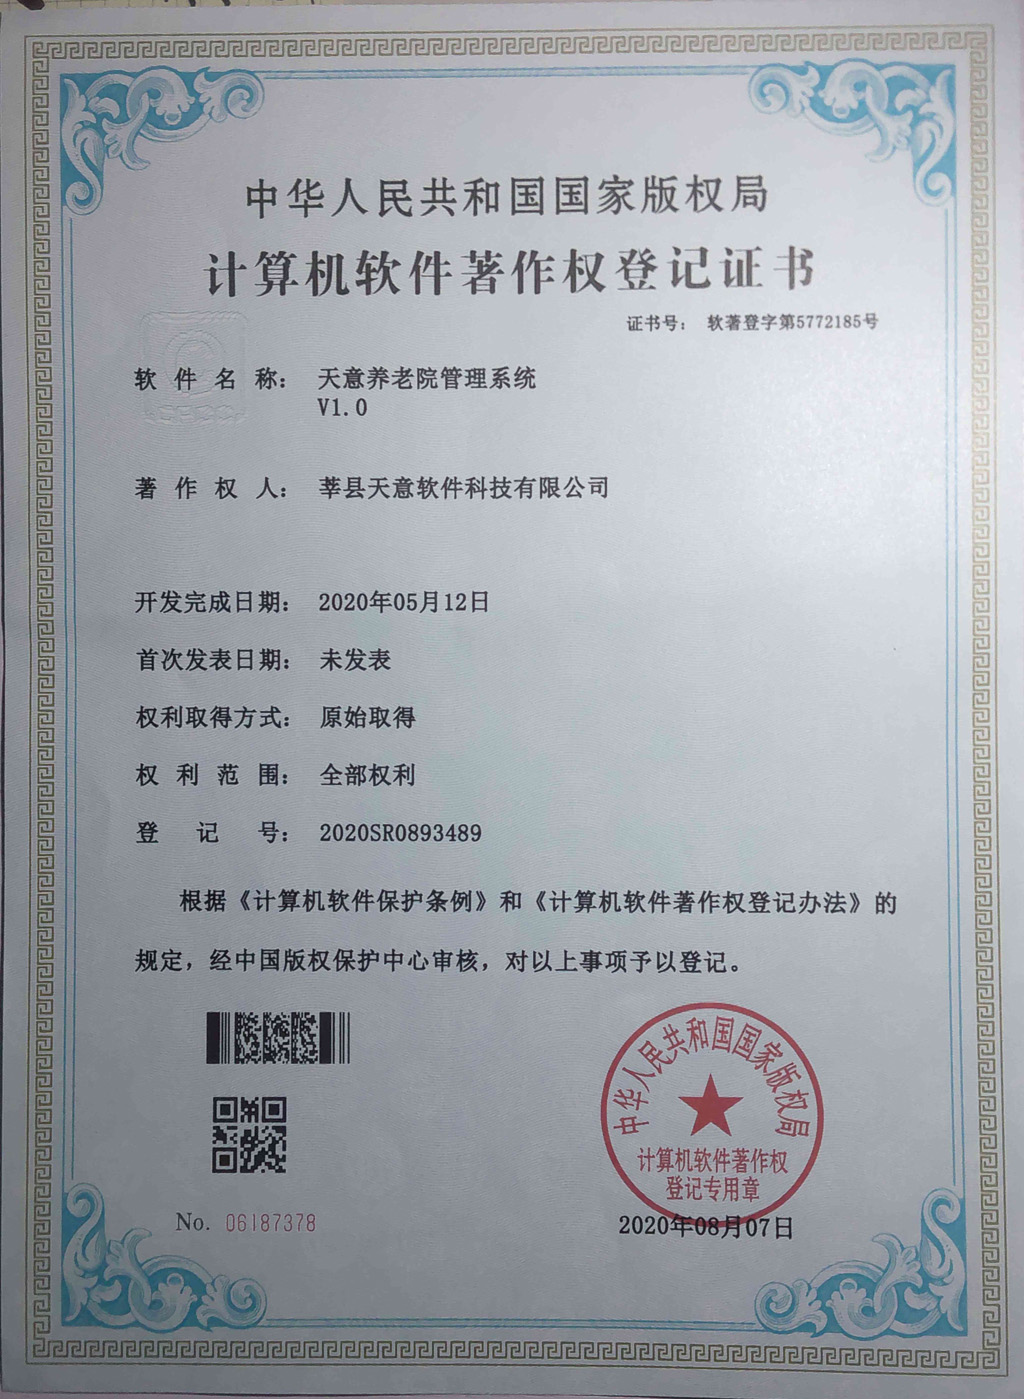 中华人民共和国国家版权局
计算机软件著作权登记证书
证书号： 软著登字第5772185号
软件名称： 天意养老院管理系统
V1.0
著作权人： 莘县天意软件科技有限公司
开发完成日期： 2020年05月12日
首次发表日期： 未发表
权利取得方式： 原始取得
权利范围： 全部权利
登记号： 2020SR0893489
根据《计算机软件保护条例》和《计算机软件著作权登记办法》的
规定，经中国版权保护中心审核，对以上事项予以登记。
中华人民共和国国家版权局
计算机软件著作权
登记专用章
No. 06187378
2020年08月07日